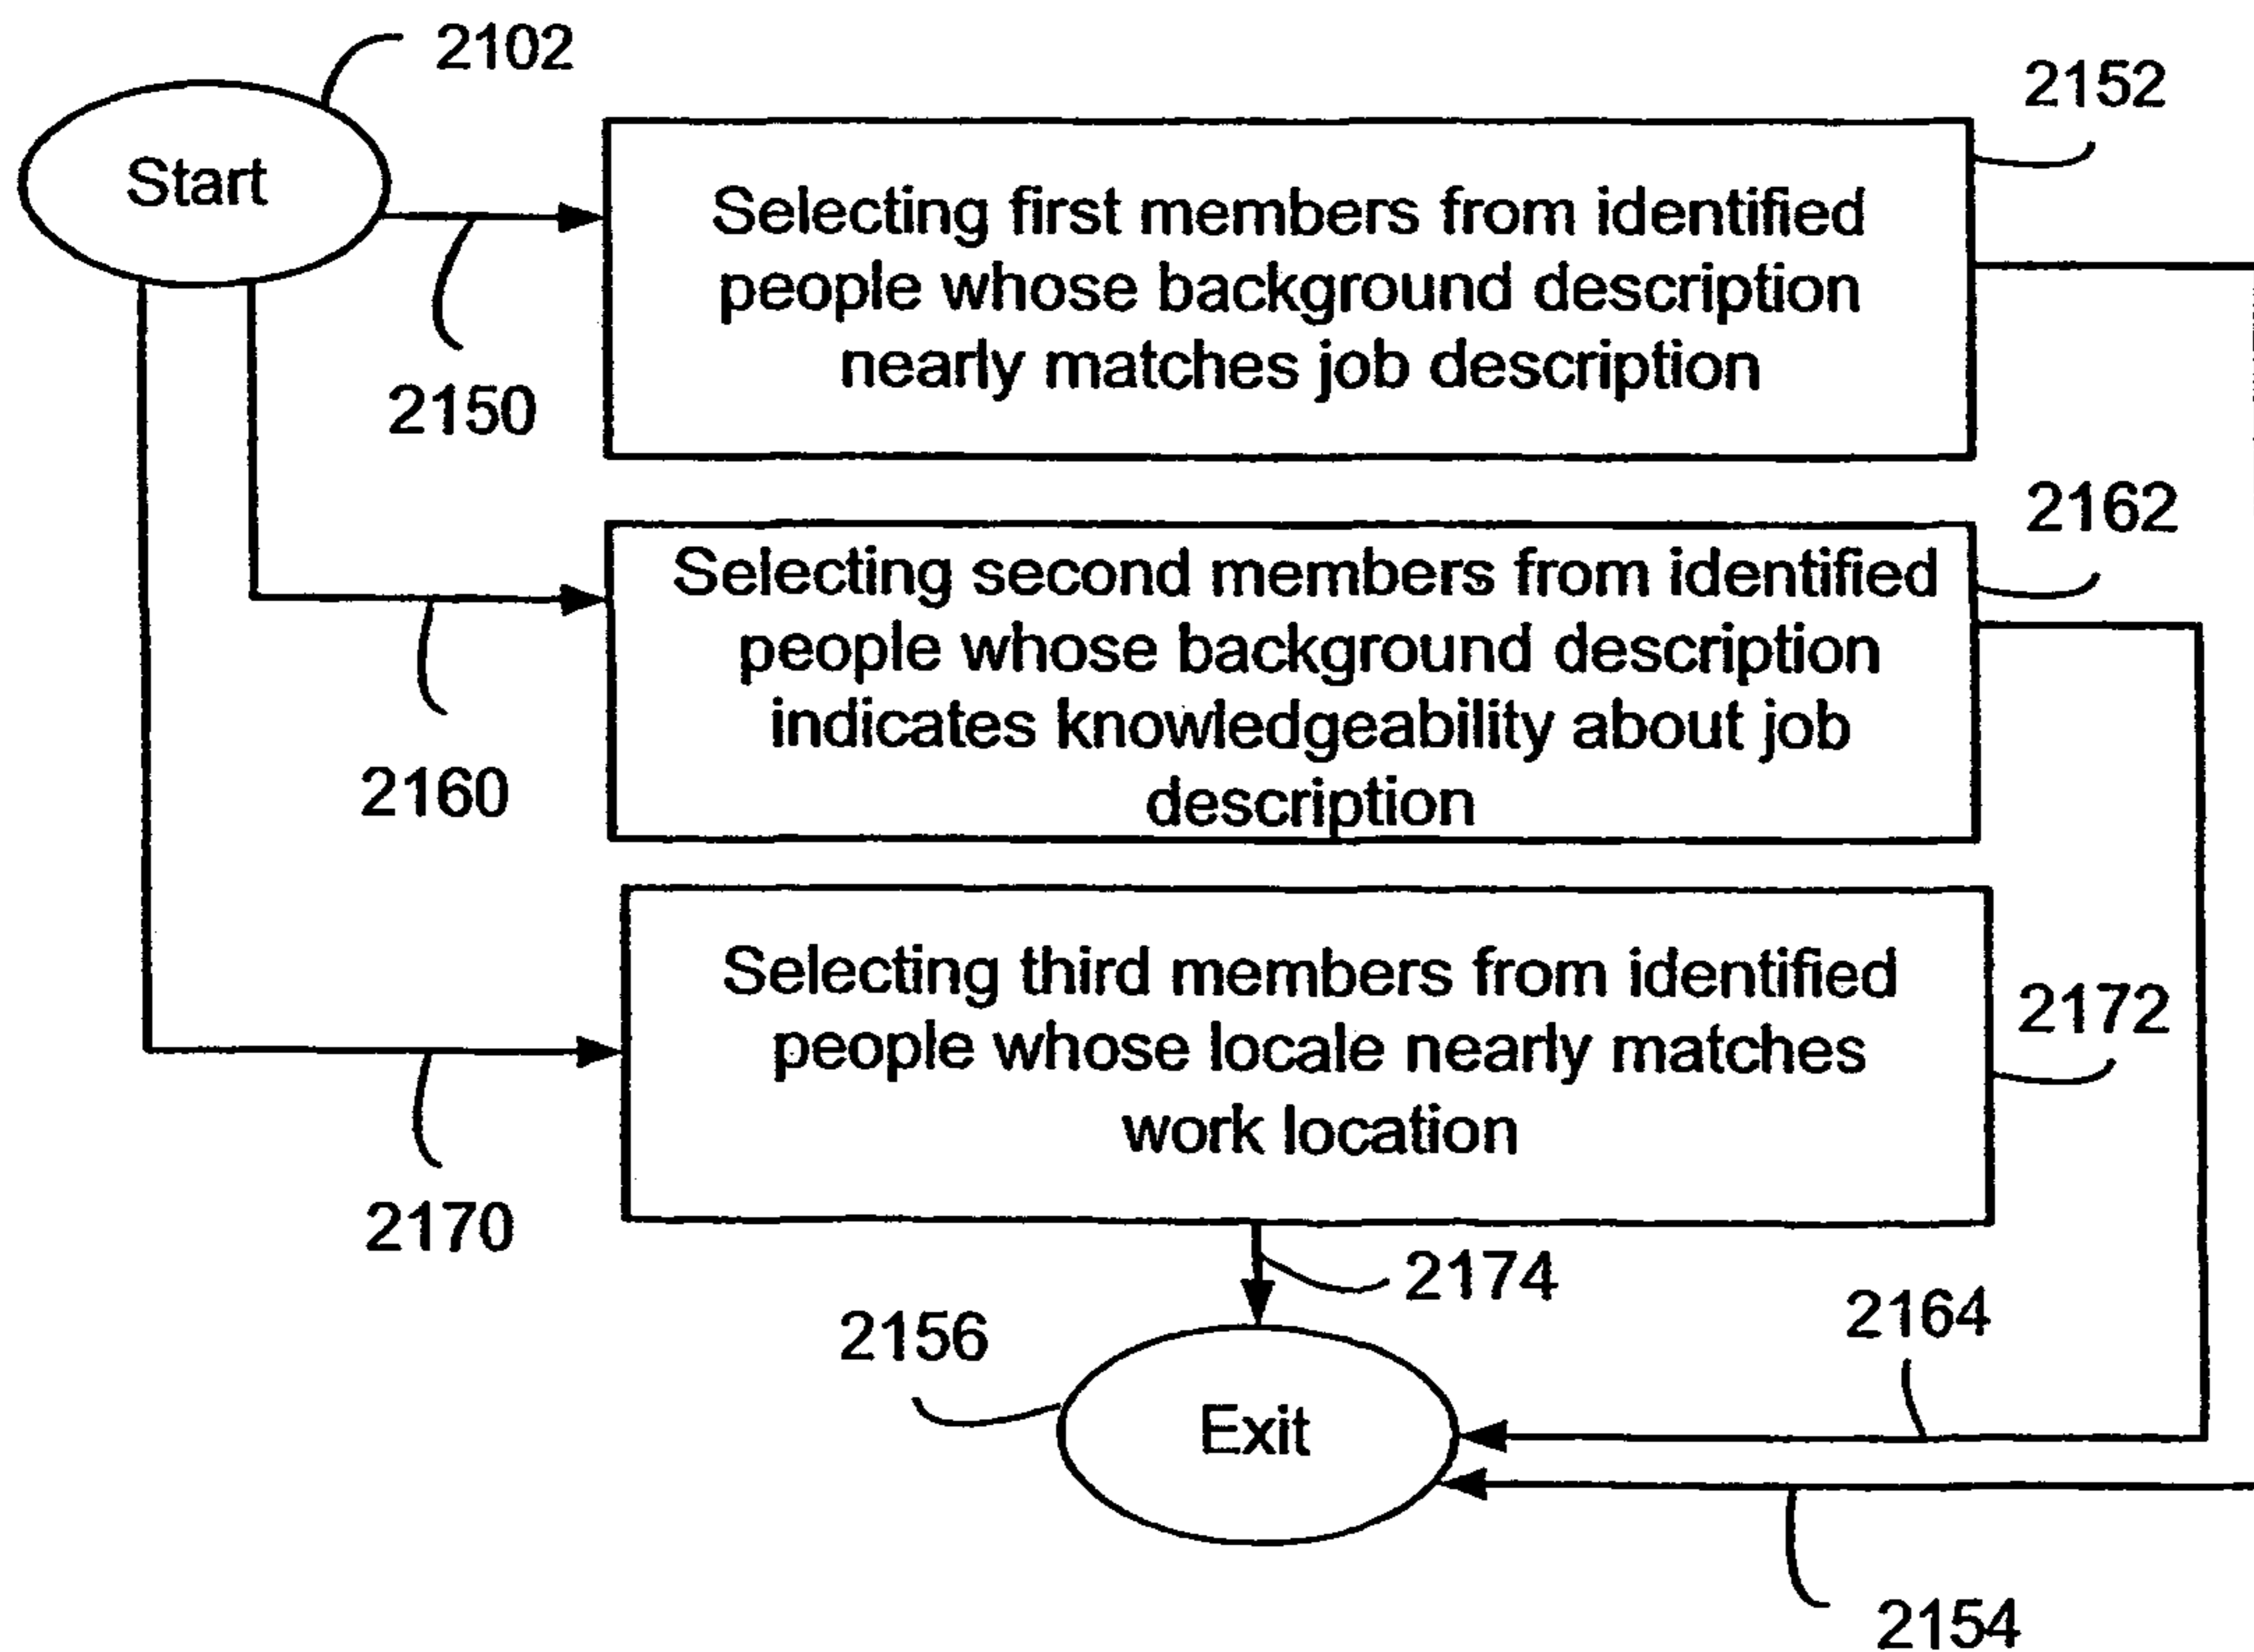 2102
Start
2152
Selecting first members from identified
people whose background description
nearly matches job description
2150
2162
Selecting second members from identified
people whose background description
indicates knowledgeability about job
description
2160
Selecting third members from identified
people whose locale nearly matches
work location
2172
2170
2174
2156
2164
Exit
2154